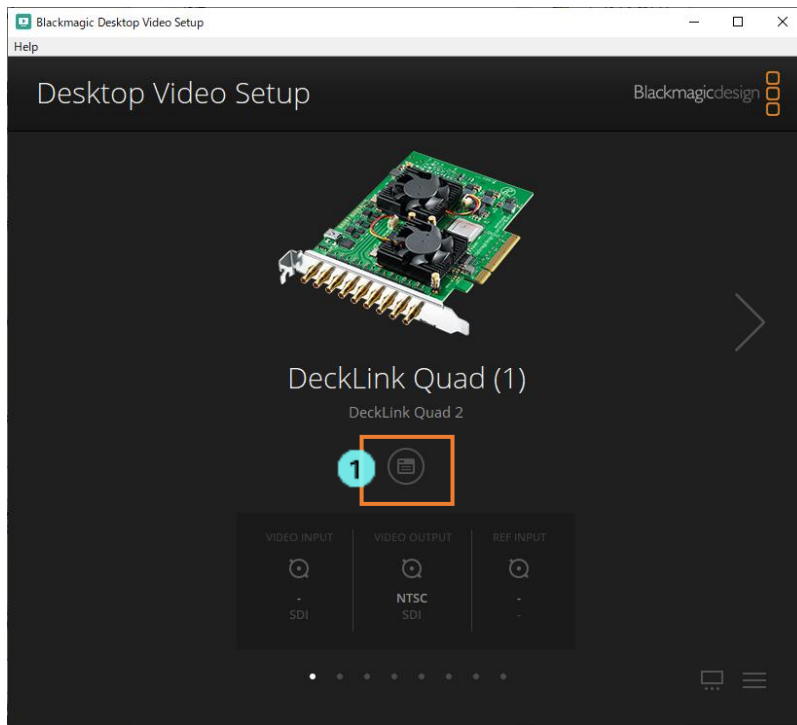 Blackmagic Desktop Video Setup
Help
Desktop Video Setup
Blackmagicdesign
DeckLink Quad (1)
DeckLink Quad 2
1
VIDEO INPUT VIDEO OUTPUT REF INPUT
- NTSC -
SDI SDI -